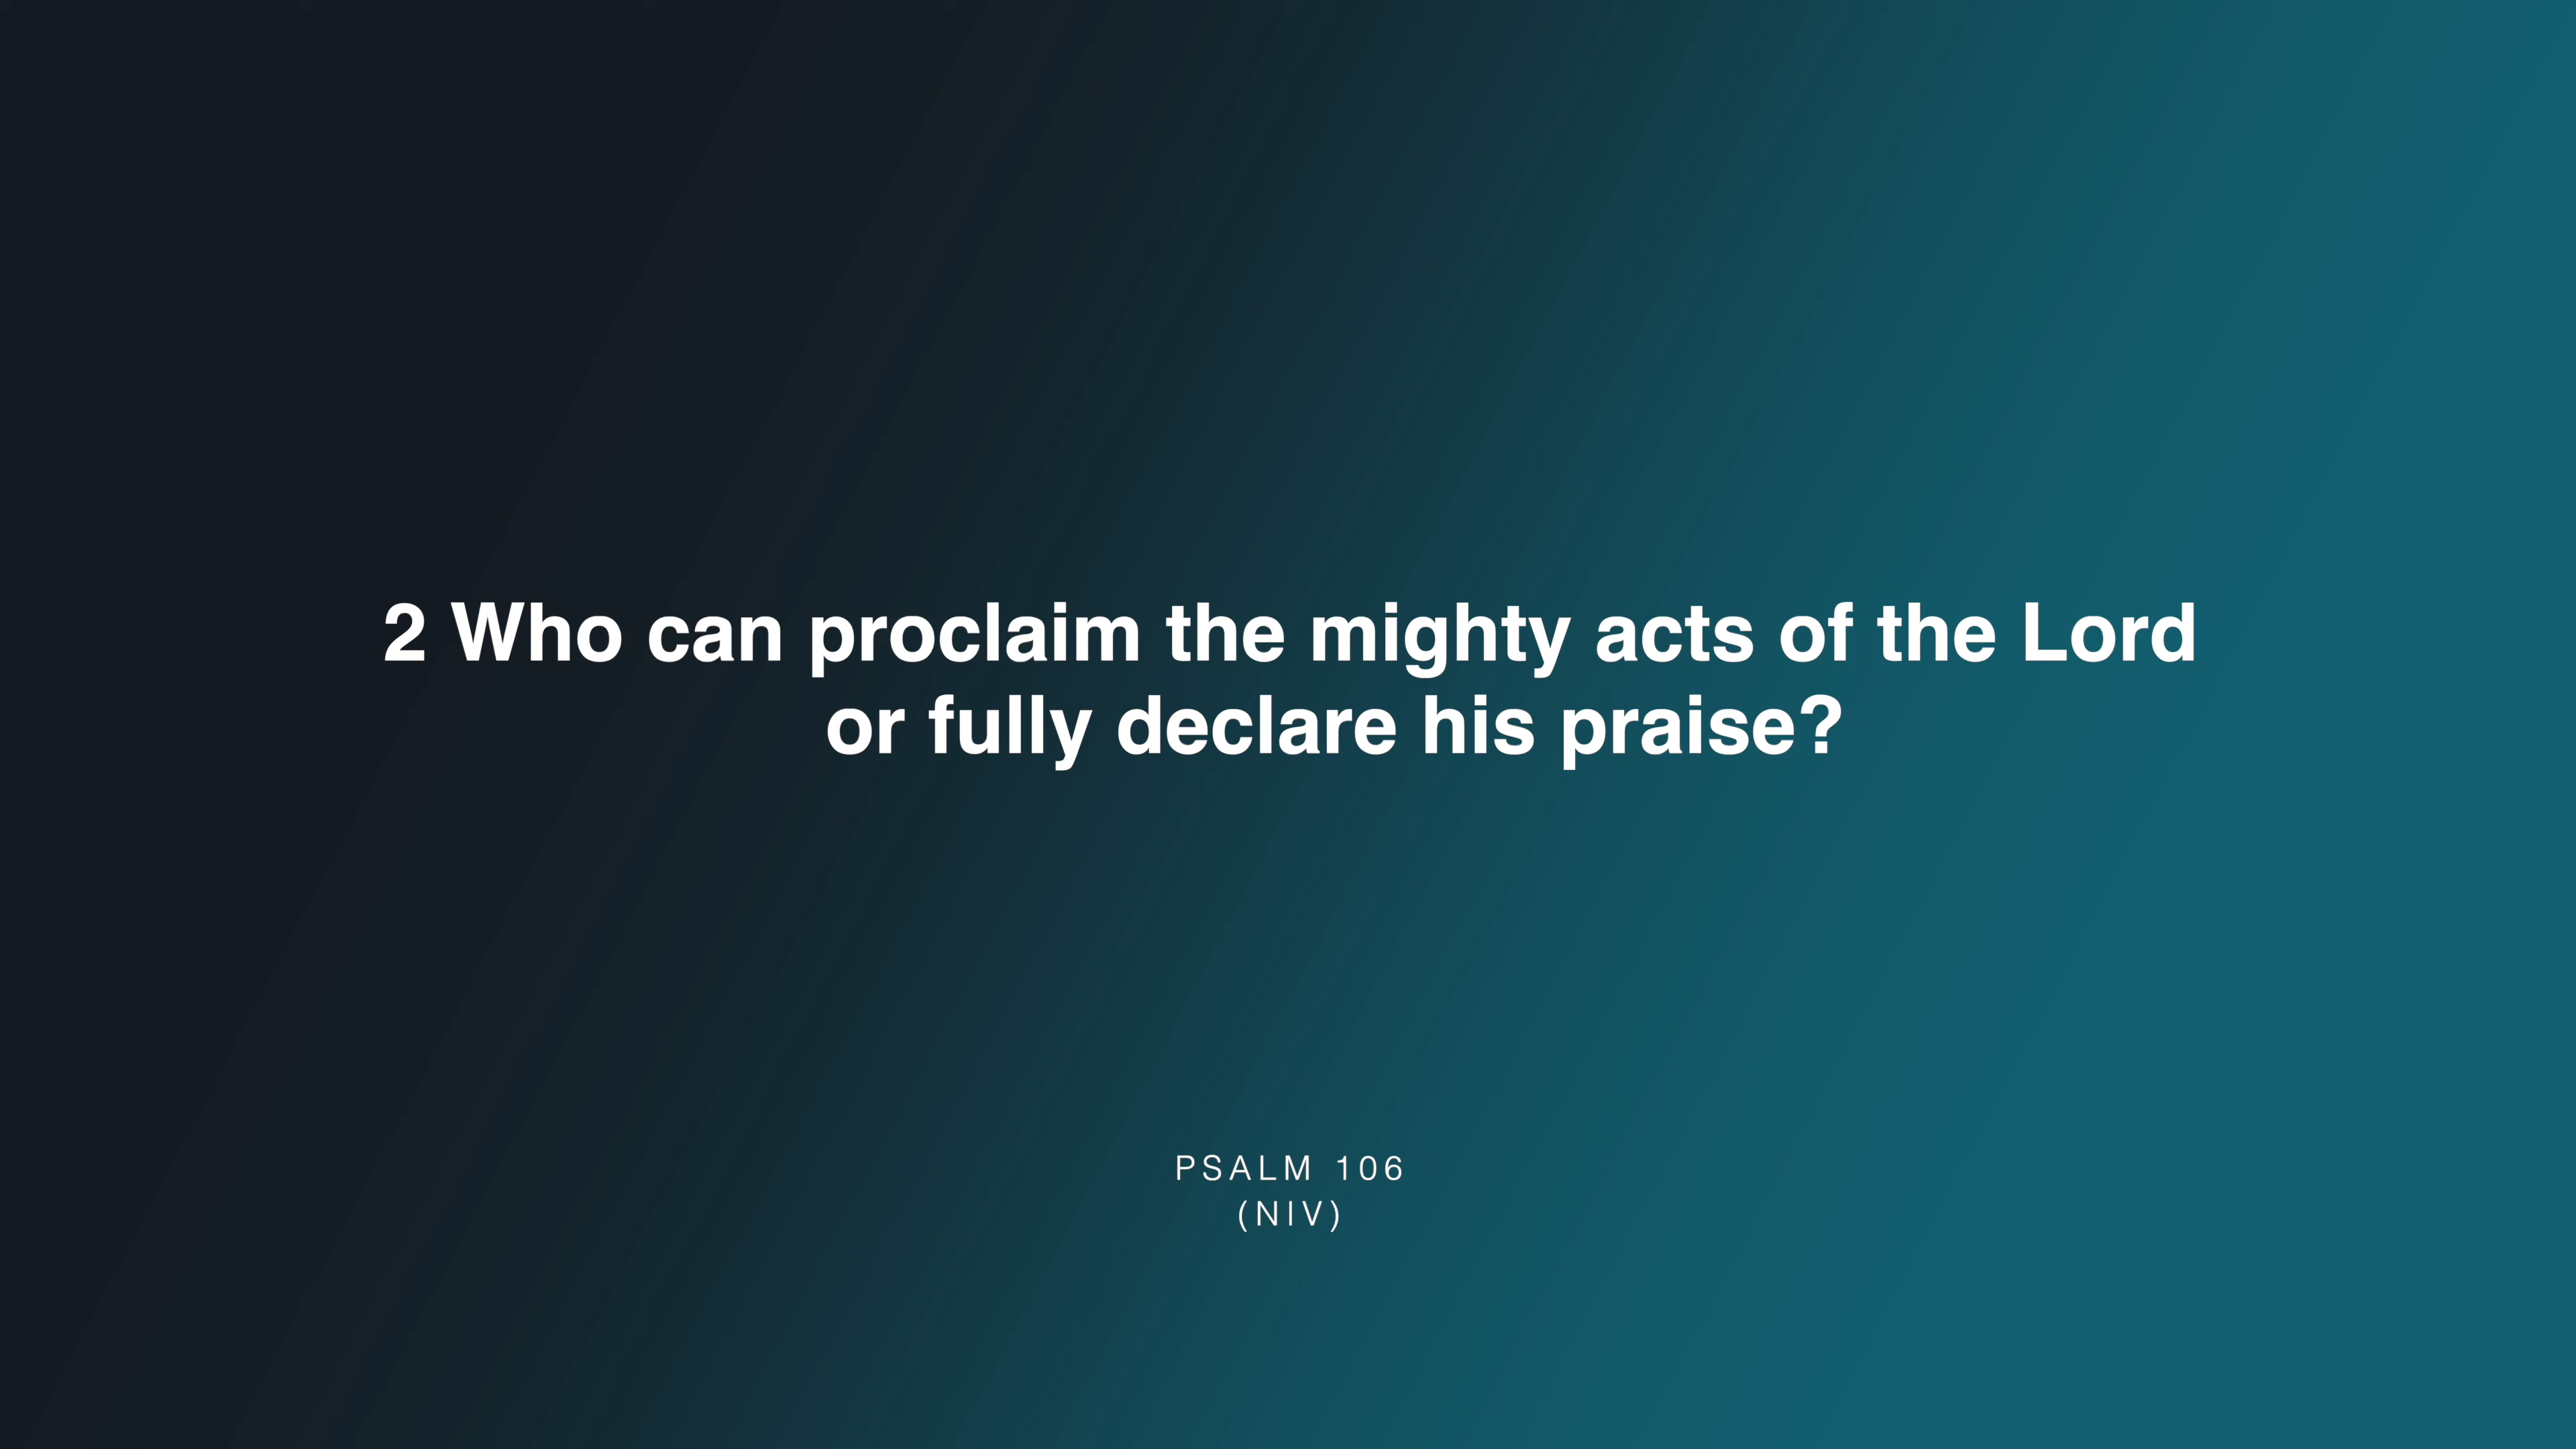 2 Who can proclaim the mighty acts of the Lord
or fully declare his praise?
PSALM 106
(NIV)